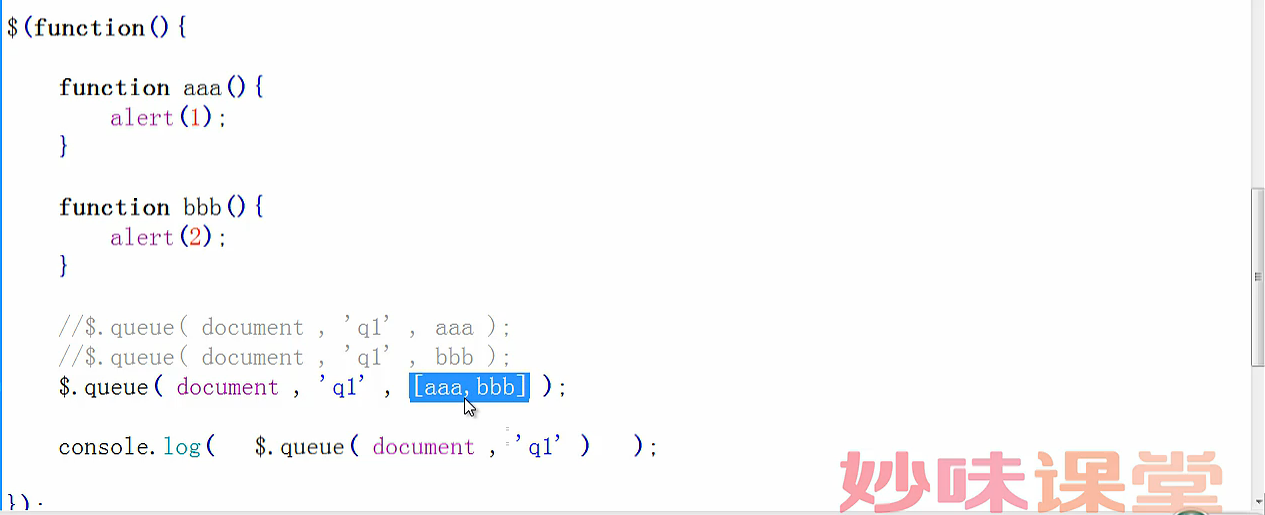 $(function(){
function aaa(){
alert(1);
}
function bbb(){
alert(2);
}
//$.queue( document , 'q1' , aaa );
//$.queue( document , 'q1' , bbb );
$.queue( document , 'q1' , [aaa,bbb] );
console.log( $.queue( document , 'q1' ) );
});
妙味课堂